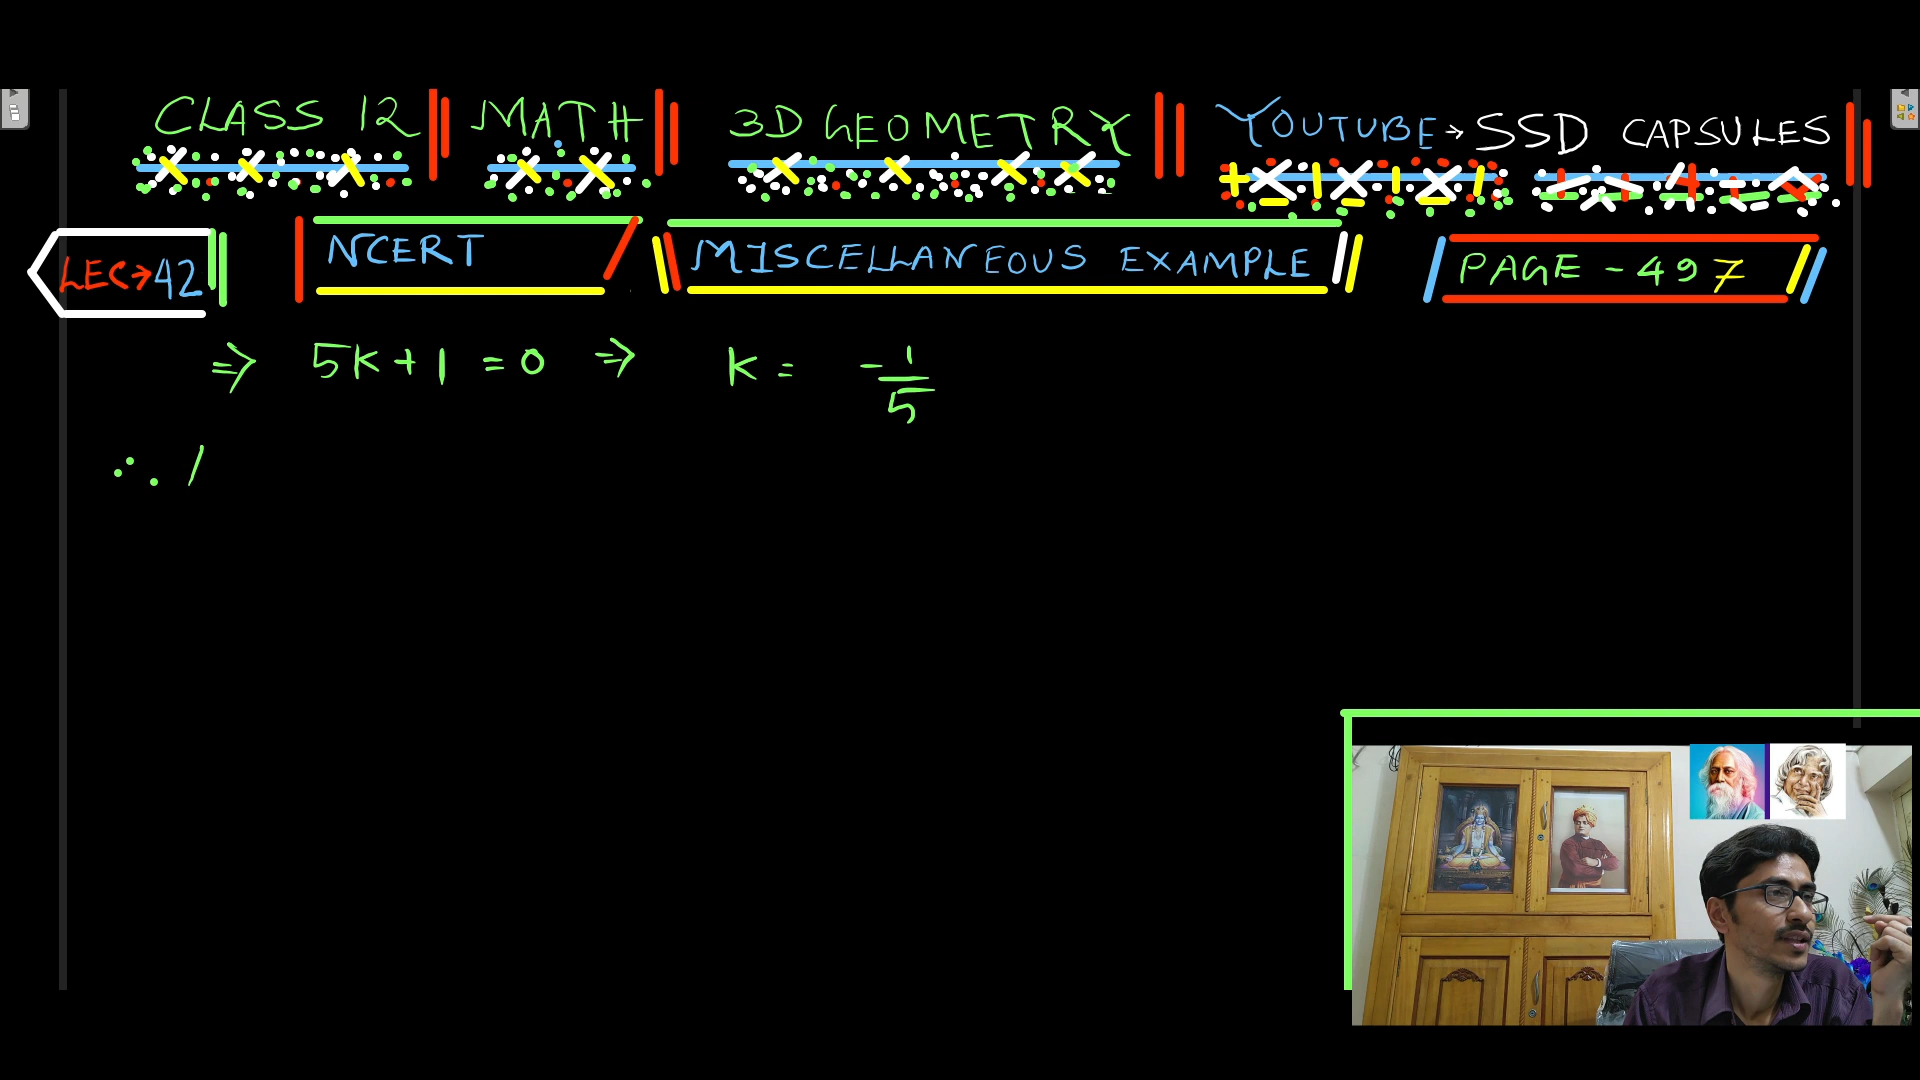 CLASS 12 MATH 3D GEOMETRY YOUTUBE → SSD CAPSULES
LEC→42 NCERT MISCELLANEOUS EXAMPLE PAGE - 497
⇒ 5K+1 = 0 ⇒ K = -1/5
∴ /